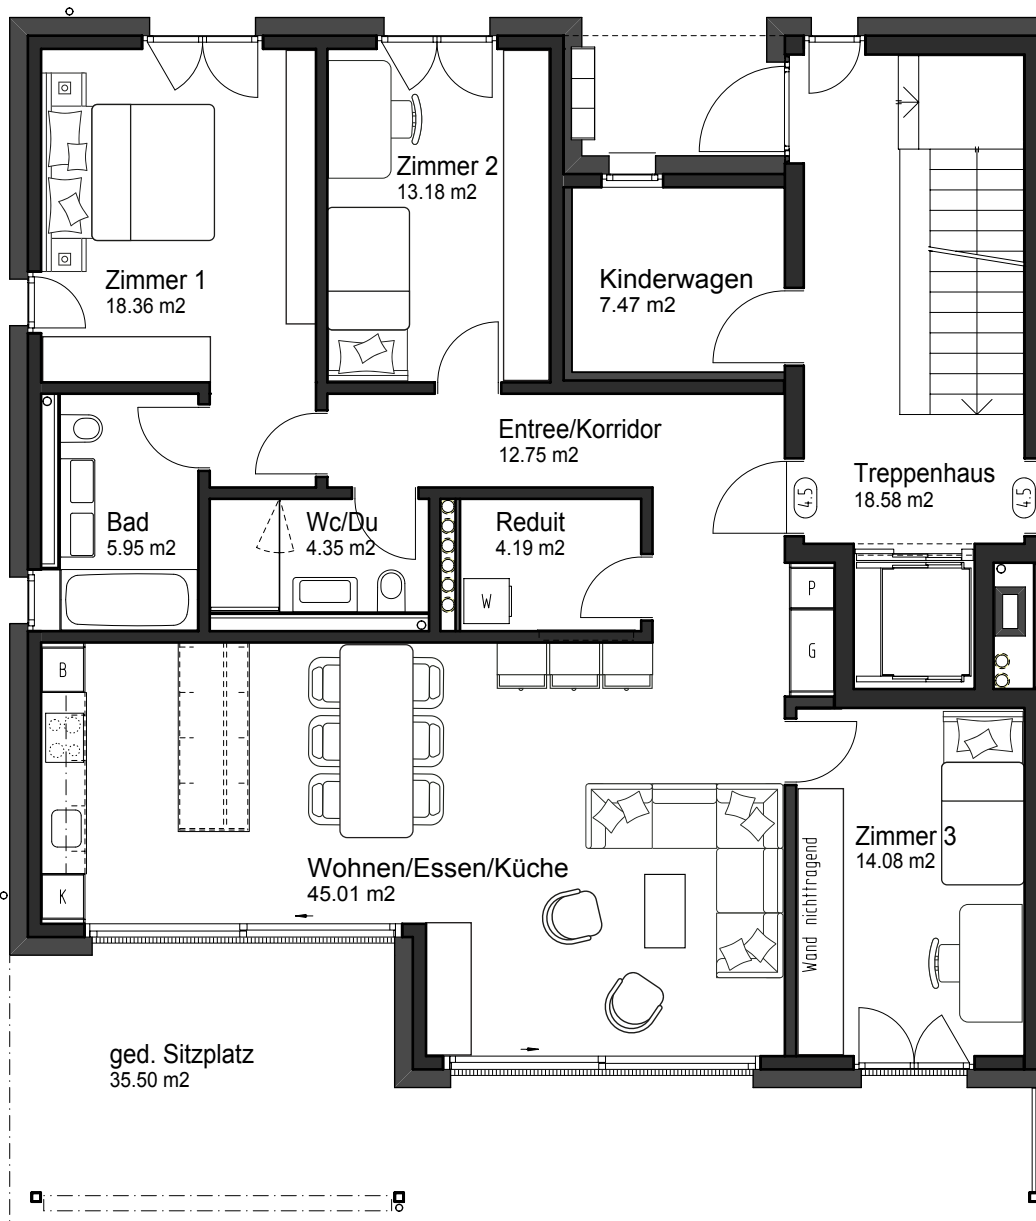 Zimmer 2
13.18 m2
Zimmer 1
18.36 m2
Kinderwagen
7.47 m2
Entree/Korridor
12.75 m2
Treppenhaus
18.58 m2
4.5
4.5
Bad
5.95 m2
Wc/Du
4.35 m2
Reduit
4.19 m2
W
P
G
B
K
Wohnen/Essen/Küche
45.01 m2
Zimmer 3
14.08 m2
Wand nichttragend
ged. Sitzplatz
35.50 m2